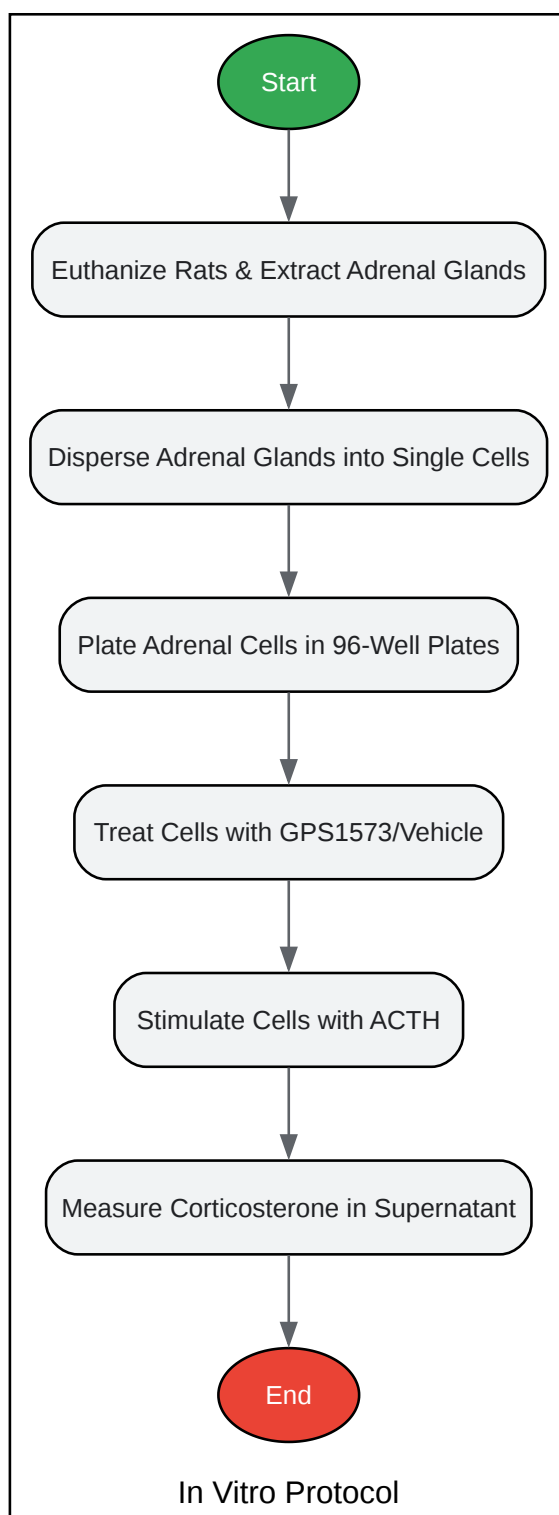 Start
Euthanize Rats & Extract Adrenal Glands
Disperse Adrenal Glands into Single Cells
Plate Adrenal Cells in 96-Well Plates
Treat Cells with GPS1573/Vehicle
Stimulate Cells with ACTH
Measure Corticosterone in Supernatant
End
In Vitro Protocol